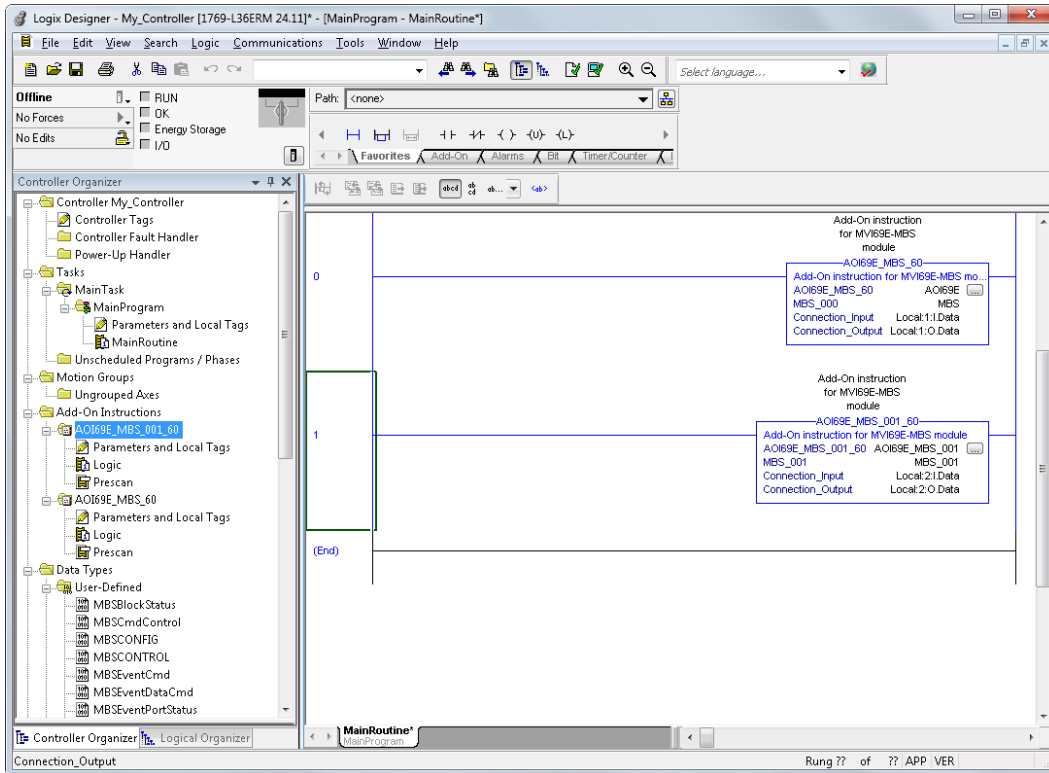 Logix Designer - My_Controller [1769-L36ERM 24.11]* - [MainProgram - MainRoutine*]
File Edit View Search Logic Communications Tools Window Help
Select language...
Offline
No Forces
No Edits
RUN
OK
Energy Storage
I/O
Path: <none>
Favorites Add-On Alarms Bit Timer/Counter
Controller Organizer
Controller My_Controller
Controller Tags
Controller Fault Handler
Power-Up Handler
Tasks
MainTask
MainProgram
Parameters and Local Tags
MainRoutine
Unscheduled Programs / Phases
Motion Groups
Ungrouped Axes
Add-On Instructions
AOI69E_MBS_001_60
Parameters and Local Tags
Logic
Prescan
AOI69E_MBS_60
Parameters and Local Tags
Logic
Prescan
Data Types
User-Defined
MBSBlockStatus
MBSCmdControl
MBSCONFIG
MBSCONTROL
MBSEventCmd
MBSEventDataCmd
MBSEventPortStatus
Controller Organizer Logical Organizer
abcd ab cd ab... <ab>
0
Add-On instruction
for MVI69E-MBS
module
AOI69E_MBS_60
Add-On instruction for MVI69E-MBS mo...
AOI69E_MBS_60 AOI69E ...
MBS_000 MBS
Connection_Input Local:1:I.Data
Connection_Output Local:1:O.Data
1
Add-On instruction
for MVI69E-MBS
module
AOI69E_MBS_001_60
Add-On instruction for MVI69E-MBS module
AOI69E_MBS_001_60 AOI69E_MBS_001 ...
MBS_001 MBS_001
Connection_Input Local:2:I.Data
Connection_Output Local:2:O.Data
(End)
MainRoutine*
MainProgram
Connection_Output
Rung ?? of ?? APP VER